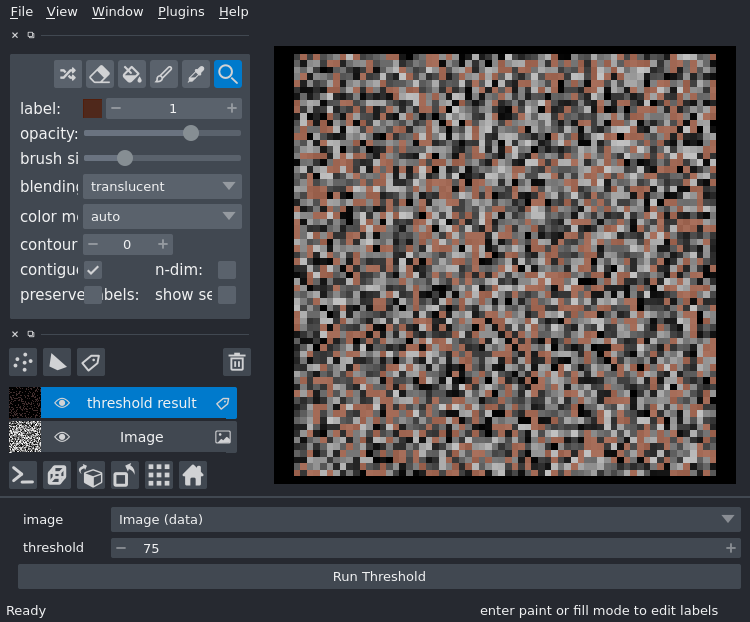 File View Window Plugins Help
label: 1
opacity:
brush si
blending translucent
color m auto
contour 0
contigu n-dim:
preserve abels: show se
threshold result
Image
image Image (data)
threshold 75
Run Threshold
Ready enter paint or fill mode to edit labels